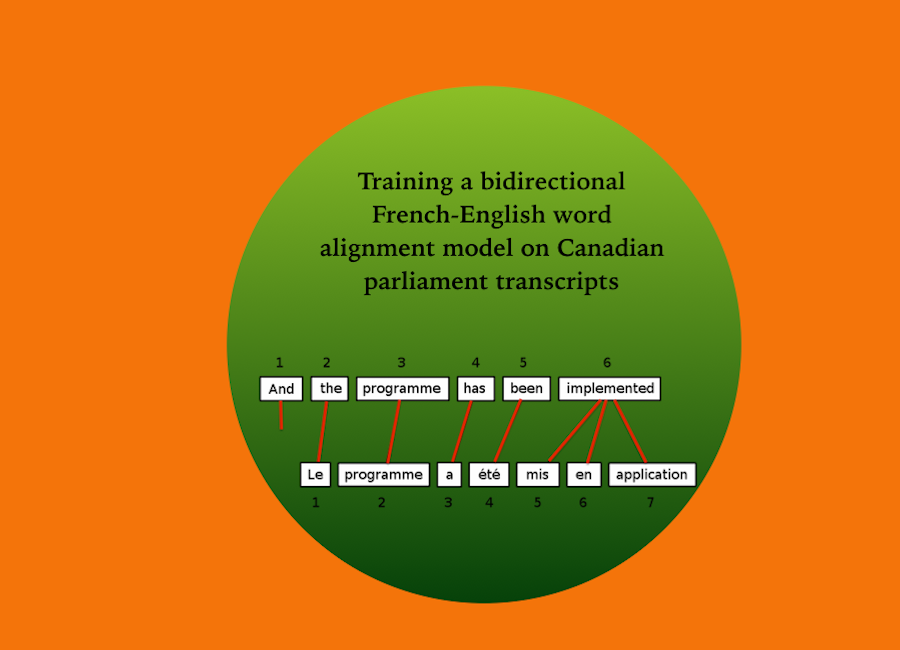 Training a bidirectional
French-English word
alignment model on Canadian
parliament transcripts
1 2 3 4 5 6
And the programme has been implemented
Le programme a été mis en application
1 2 3 4 5 6 7